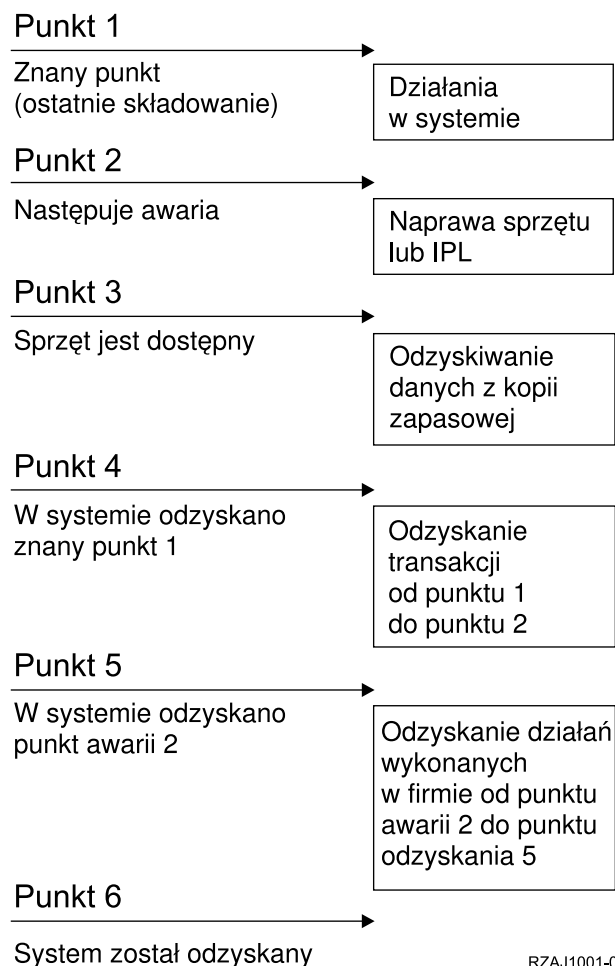 Punkt 1
Znany punkt
(ostatnie składowanie)
Działania
w systemie
Punkt 2
Następuje awaria
Naprawa sprzętu
lub IPL
Punkt 3
Sprzęt jest dostępny
Odzyskiwanie
danych z kopii
zapasowej
Punkt 4
W systemie odzyskano
znany punkt 1
Odzyskanie
transakcji
od punktu 1
do punktu 2
Punkt 5
W systemie odzyskano
punkt awarii 2
Odzyskanie działań
wykonanych
w firmie od punktu
awarii 2 do punktu
odzyskania 5
Punkt 6
System został odzyskany
RZAJ1001-0